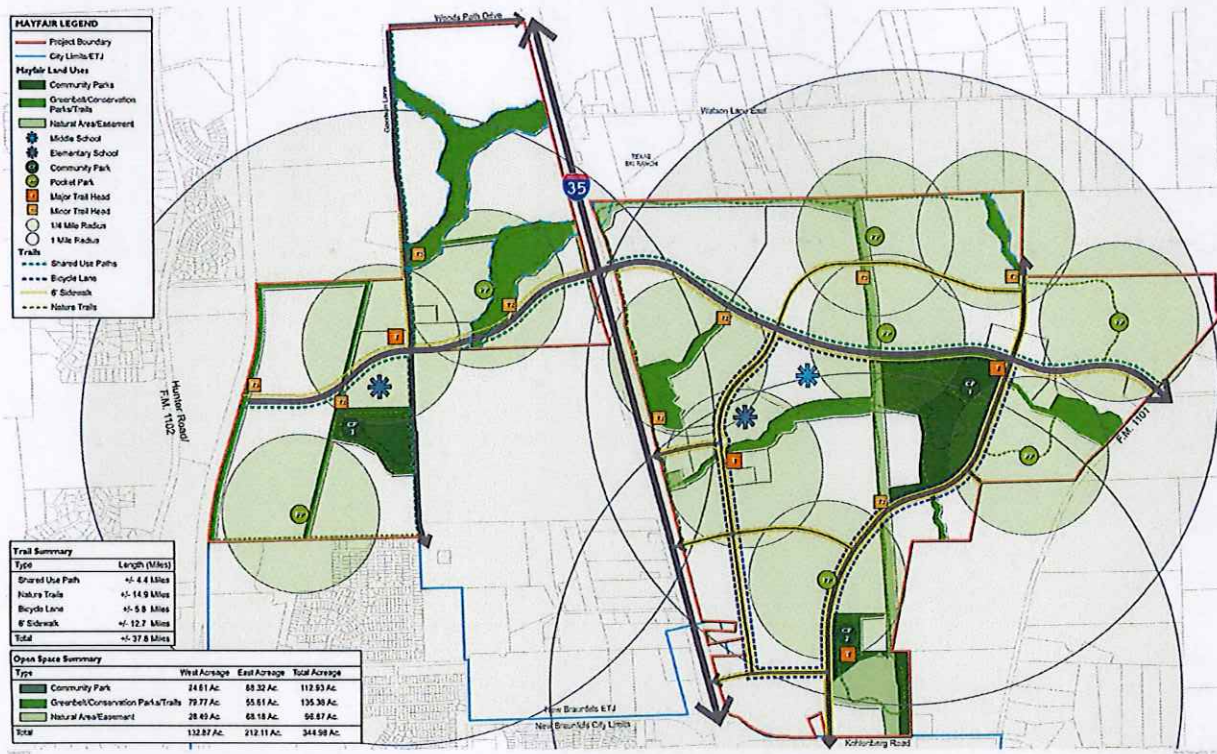 MAYFAIR LEGEND
Project Boundary
City Limits/ETJ
Mayfair Land Uses
Community Parks
Greenbelt/Conservation
Parks/Trails
Natural Area/Easement
Middle School
Elementary School
Community Park
Pocket Park
Major Trail Head
Minor Trail Head
1/4 Mile Radius
1 Mile Radius
Trails
Shared Use Paths
Bicycle Lane
6' Sidewalk
Nature Trails
Woods Path Drive
Goodwin Lane
Watson Lane East
35
Hunter Road/
F.M. 1102
F.M. 1101
New Braunfels ETJ
New Braunfels City Limits
Kohlenberg Road
Trail Summary
Type Length (Miles)
Shared Use Path +/- 4.4 Miles
Nature Trails +/- 14.9 Miles
Bicycle Lane +/- 5.8 Miles
6' Sidewalk +/- 12.7 Miles
Total +/- 37.8 Miles
Open Space Summary
Type West Acreage East Acreage Total Acreage
Community Park 24.61 Ac. 88.32 Ac. 112.93 Ac.
Greenbelt/Conservation Parks/Trails 79.77 Ac. 55.61 Ac. 135.38 Ac.
Natural Area/Easement 28.49 Ac. 68.18 Ac. 96.67 Ac.
Total 132.87 Ac. 212.11 Ac. 344.98 Ac.